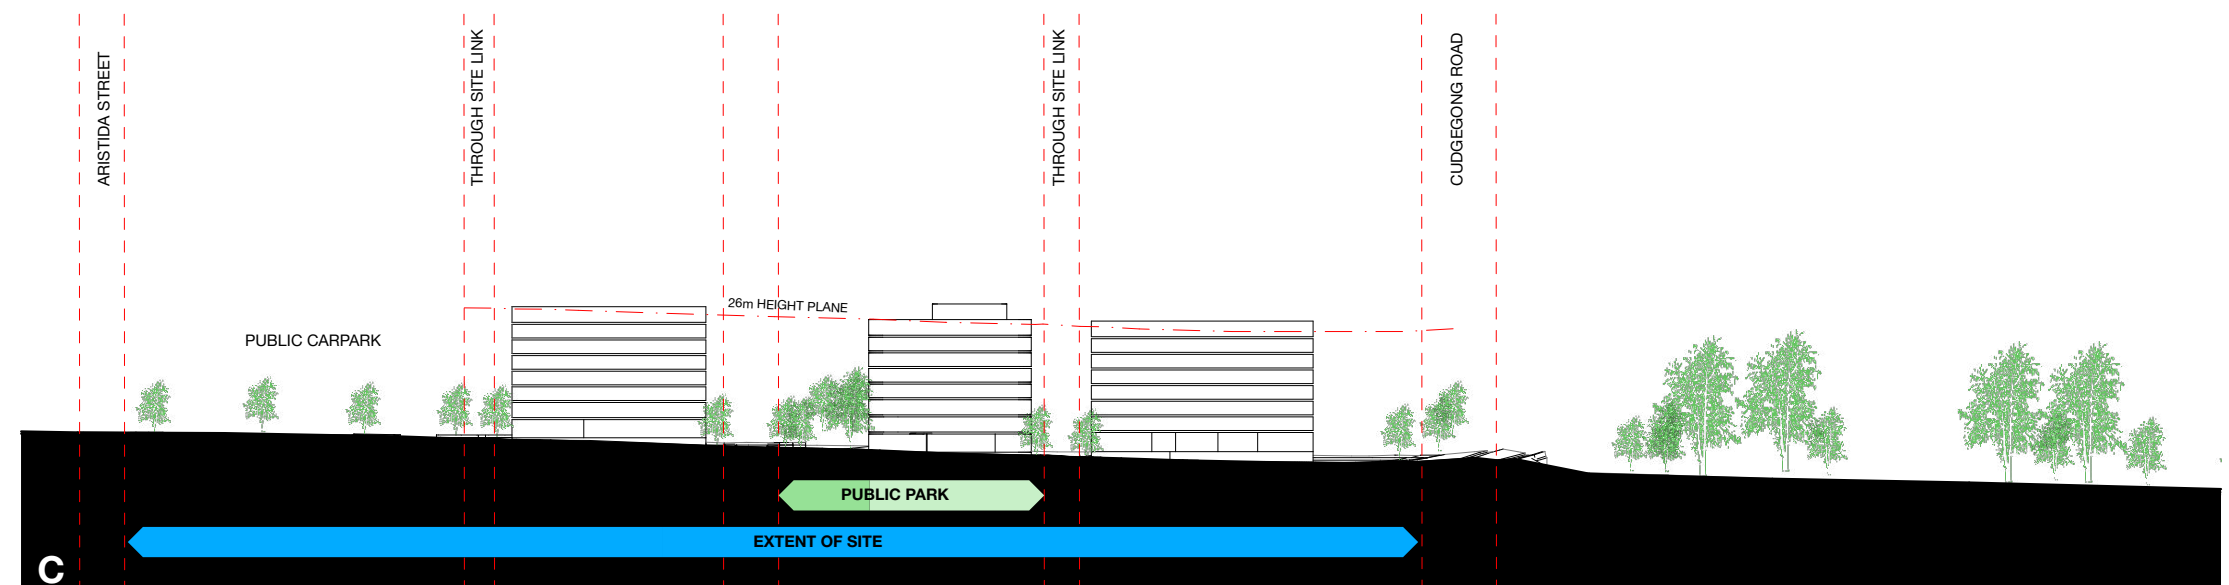 ARISTIDA STREET
THROUGH SITE LINK
THROUGH SITE LINK
CUDGEGONG ROAD
26m HEIGHT PLANE
PUBLIC CARPARK
PUBLIC PARK
EXTENT OF SITE
C